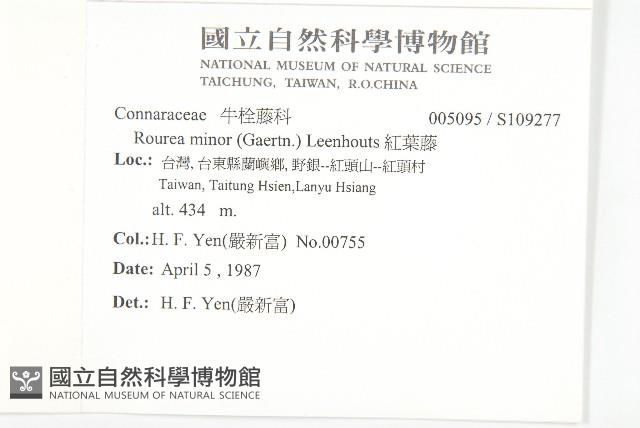 國立自然科學博物館
NATIONAL MUSEUM OF NATURAL SCIENCE
TAICHUNG, TAIWAN, R.O.CHINA
Connaraceae 牛栓藤科 005095 / S109277
Rourea minor (Gaertn.) Leenhouts 紅葉藤
Loc.: 台灣, 台東縣蘭嶼鄉, 野銀--紅頭山--紅頭村
Taiwan, Taitung Hsien,Lanyu Hsiang
alt. 434 m.
Col.:H. F. Yen(嚴新富) No.00755
Date: April 5 , 1987
Det.: H. F. Yen(嚴新富)
國立自然科學博物館
NATIONAL MUSEUM OF NATURAL SCIENCE